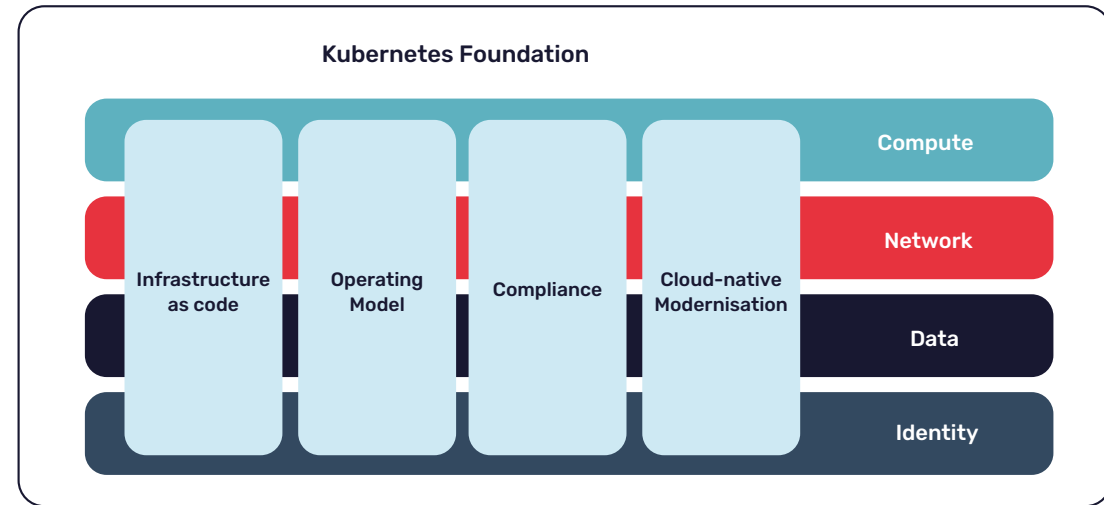 Kubernetes Foundation
Compute
Network
Infrastructure
as code
Operating
Model
Compliance
Cloud-native
Modernisation
Data
Identity